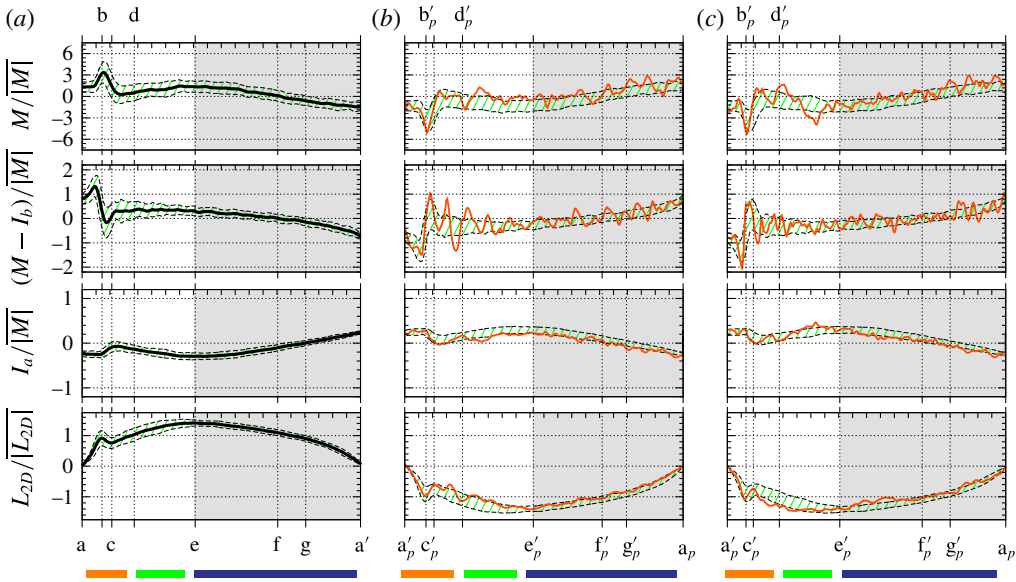 (a) b d (b) b′p d′p (c) b′p d′p
M/|M| 6 3 0 −3 −6
(M − Ib)/|M| 2 1 0 −1 −2
Ia/|M| 1 0 −1
L2D/|L2D| 1 0 −1
a c e f g a′ a′p c′p e′p f′p g′p ap a′p c′p e′p f′p g′p ap